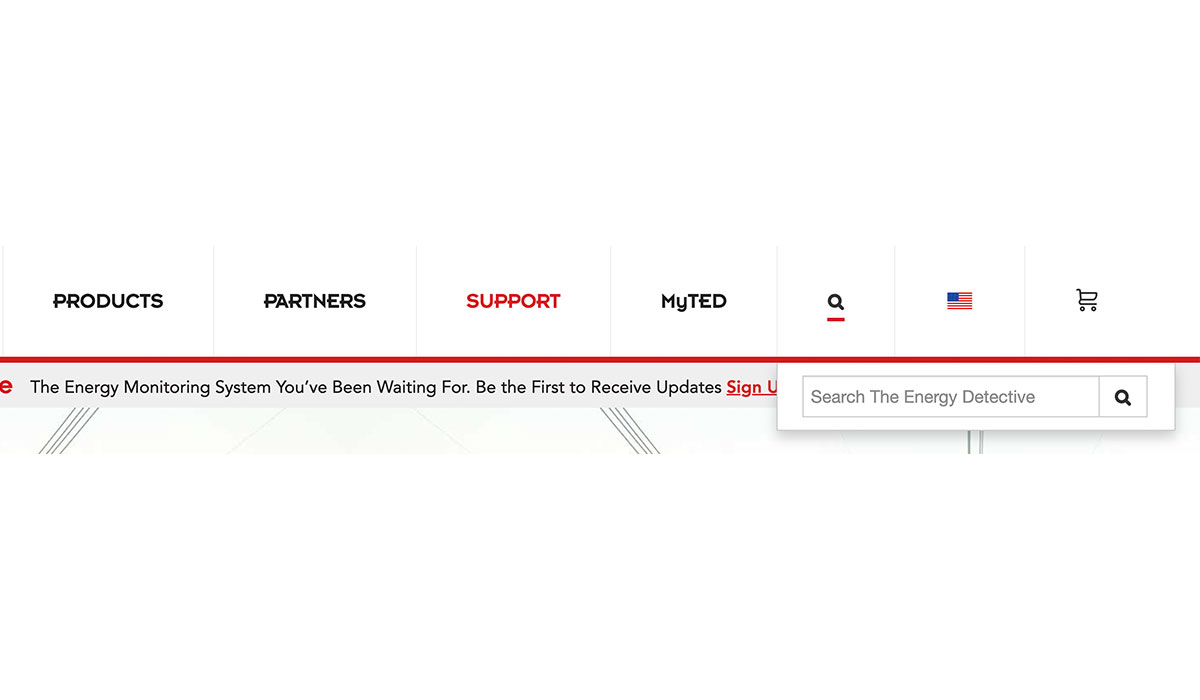 PRODUCTS PARTNERS SUPPORT MyTED
e The Energy Monitoring System You’ve Been Waiting For. Be the First to Receive Updates Sign U
Search The Energy Detective